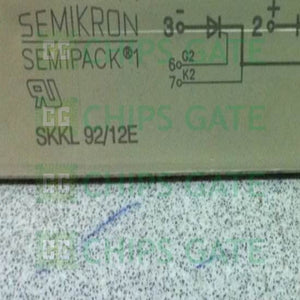 SEMIKRON
SEMIPACK®1
SKKL 92/12E
3 - 2 +
6 G2
7 K2
CHIPS GATE
CHIPS GATE
CHIPS GATE